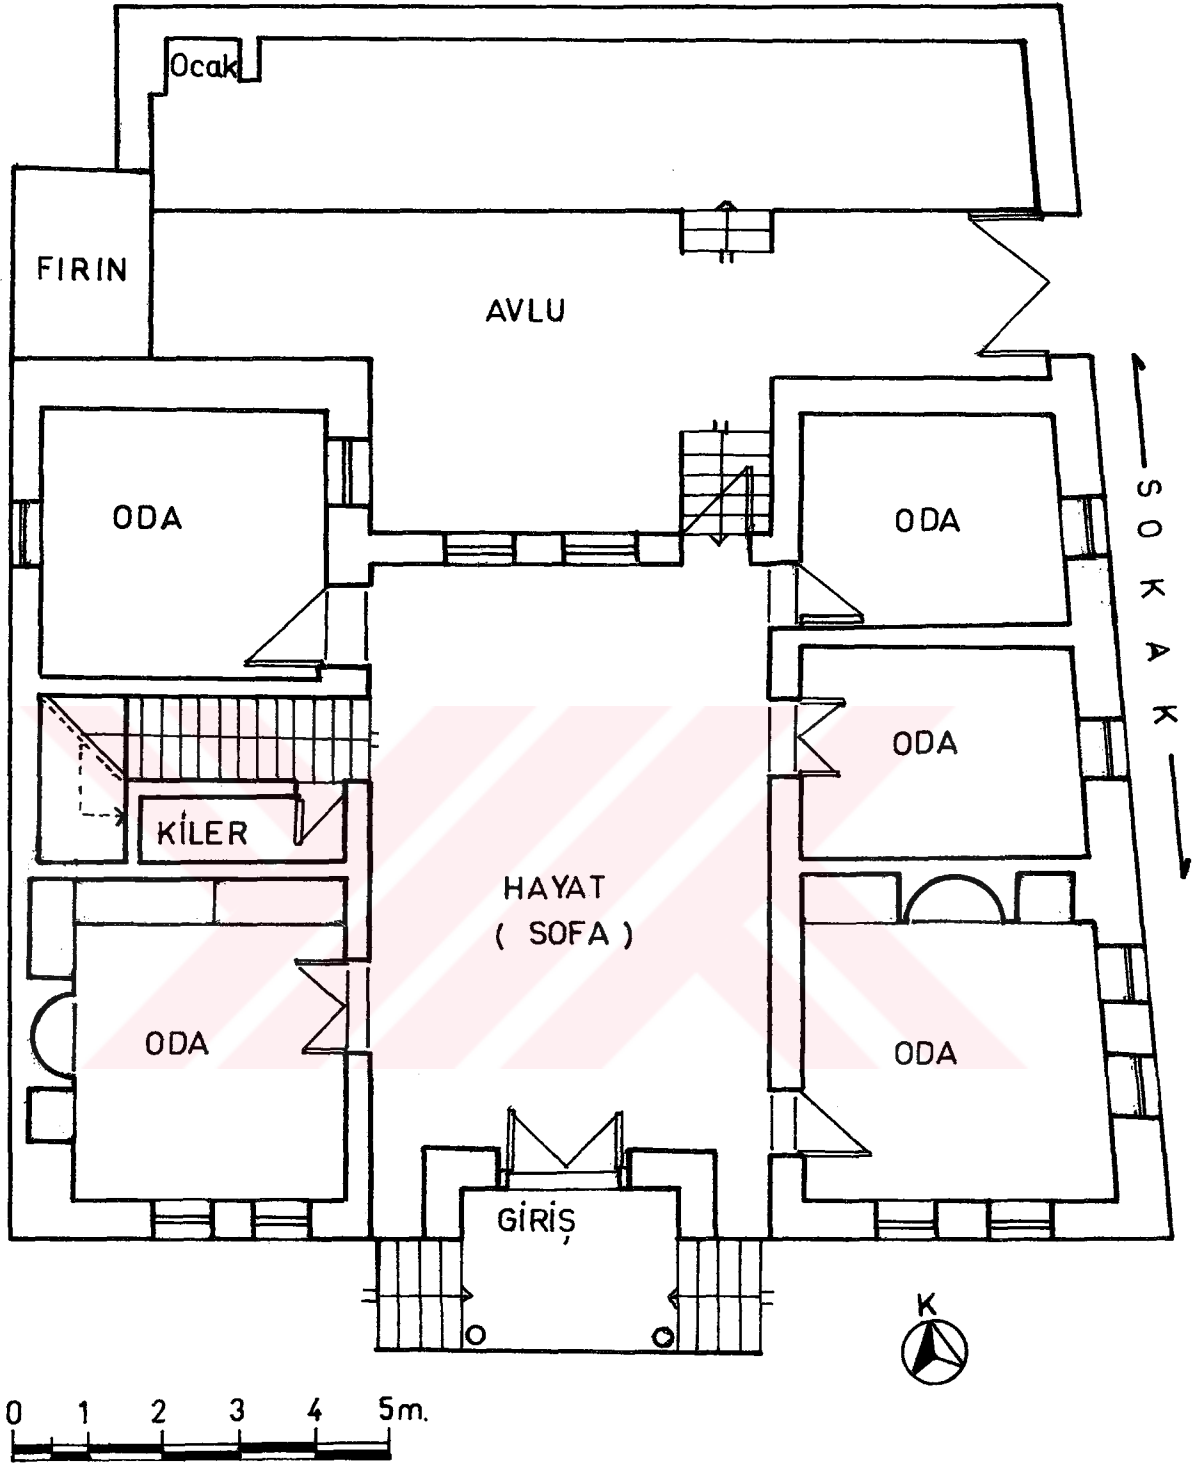 Ocak
FIRIN
AVLU
ODA
ODA
SOKAK
ODA
KİLER
HAYAT
( SOFA )
ODA
ODA
GİRİŞ
K
0 1 2 3 4 5m.